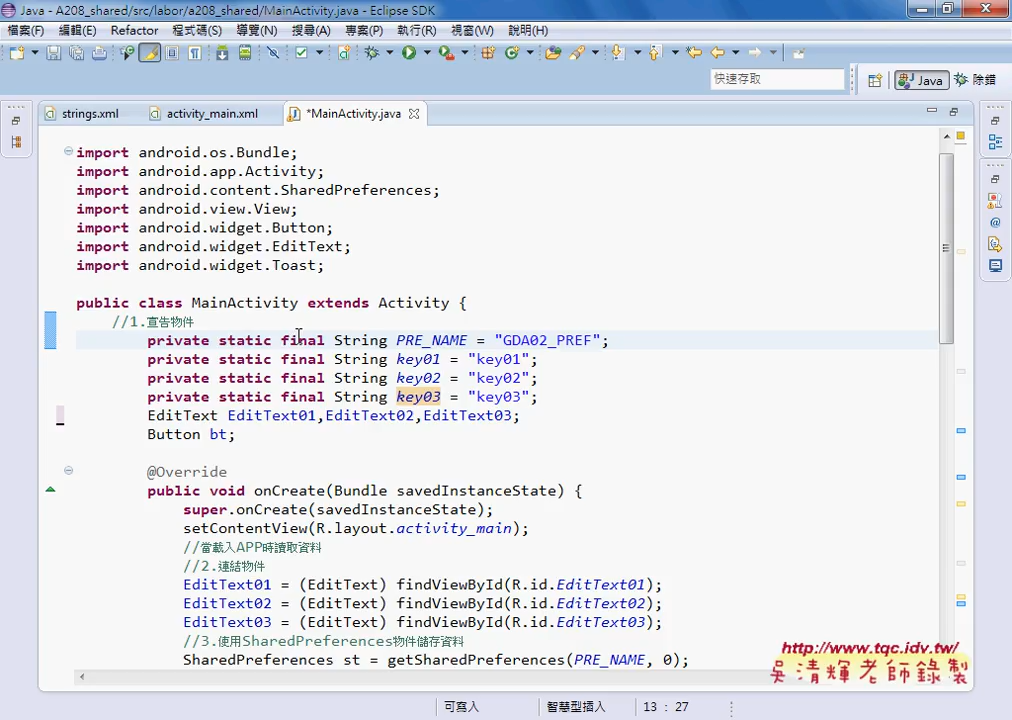 Java - A208_shared/src/labor/a208_shared/MainActivity.java - Eclipse SDK
檔案(F) 編輯(E) Refactor 程式碼(S) 導覽(N) 搜尋(A) 專案(P) 執行(R) 視窗(W) 說明(H)
快速存取
Java 除錯
strings.xml activity_main.xml *MainActivity.java
import android.os.Bundle;
import android.app.Activity;
import android.content.SharedPreferences;
import android.view.View;
import android.widget.Button;
import android.widget.EditText;
import android.widget.Toast;
public class MainActivity extends Activity {
//1.宣告物件
private static final String PRE_NAME = "GDA02_PREF";
private static final String key01 = "key01";
private static final String key02 = "key02";
private static final String key03 = "key03";
EditText EditText01,EditText02,EditText03;
Button bt;
@Override
public void onCreate(Bundle savedInstanceState) {
super.onCreate(savedInstanceState);
setContentView(R.layout.activity_main);
//當載入APP時讀取資料
//2.連結物件
EditText01 = (EditText) findViewById(R.id.EditText01);
EditText02 = (EditText) findViewById(R.id.EditText02);
EditText03 = (EditText) findViewById(R.id.EditText03);
//3.使用SharedPreferences物件儲存資料
SharedPreferences st = getSharedPreferences(PRE_NAME, 0);
http://www.tqc.idv.tw/
吳清輝老師錄製
可寫入 智慧型插入 13 : 27